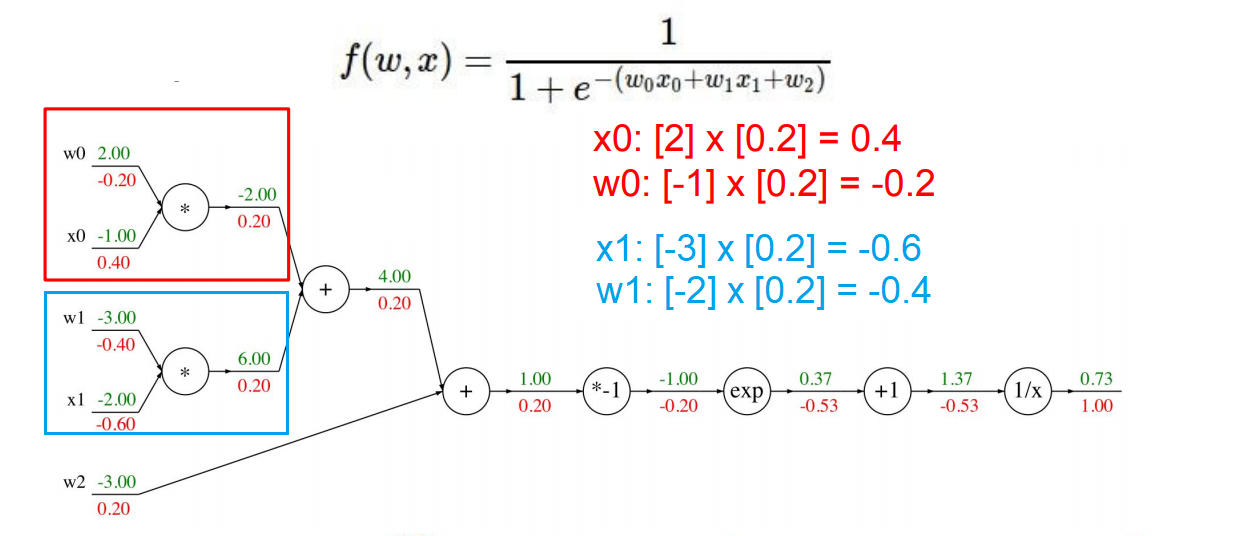 f(w, x) = 1 / (1 + e^-(w0x0+w1x1+w2))
x0: [2] x [0.2] = 0.4
w0: [-1] x [0.2] = -0.2
x1: [-3] x [0.2] = -0.6
w1: [-2] x [0.2] = -0.4
w0 2.00
-0.20
*
-2.00
0.20
x0 -1.00
0.40
+
4.00
0.20
w1 -3.00
-0.40
*
6.00
0.20
x1 -2.00
-0.60
w2 -3.00
0.20
+
1.00
0.20
*-1
-1.00
-0.20
exp
0.37
-0.53
+1
1.37
-0.53
1/x
0.73
1.00